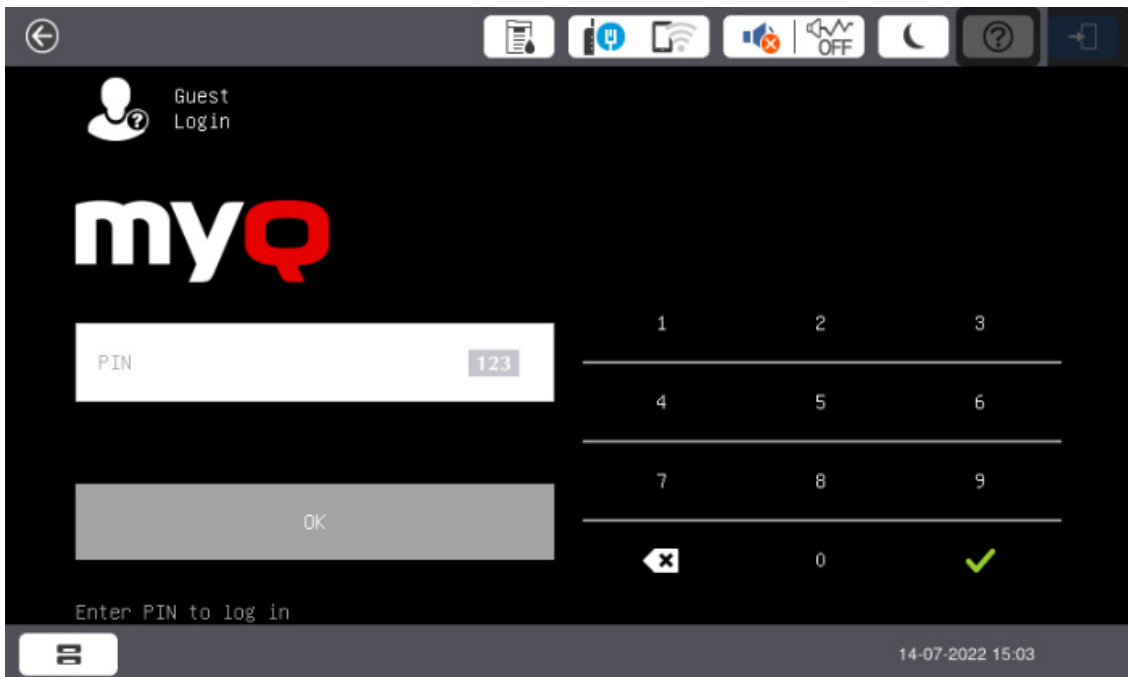 OFF
Guest
Login
myQ
PIN
123
OK
Enter PIN to log in
1 2 3
4 5 6
7 8 9
0
14-07-2022 15:03